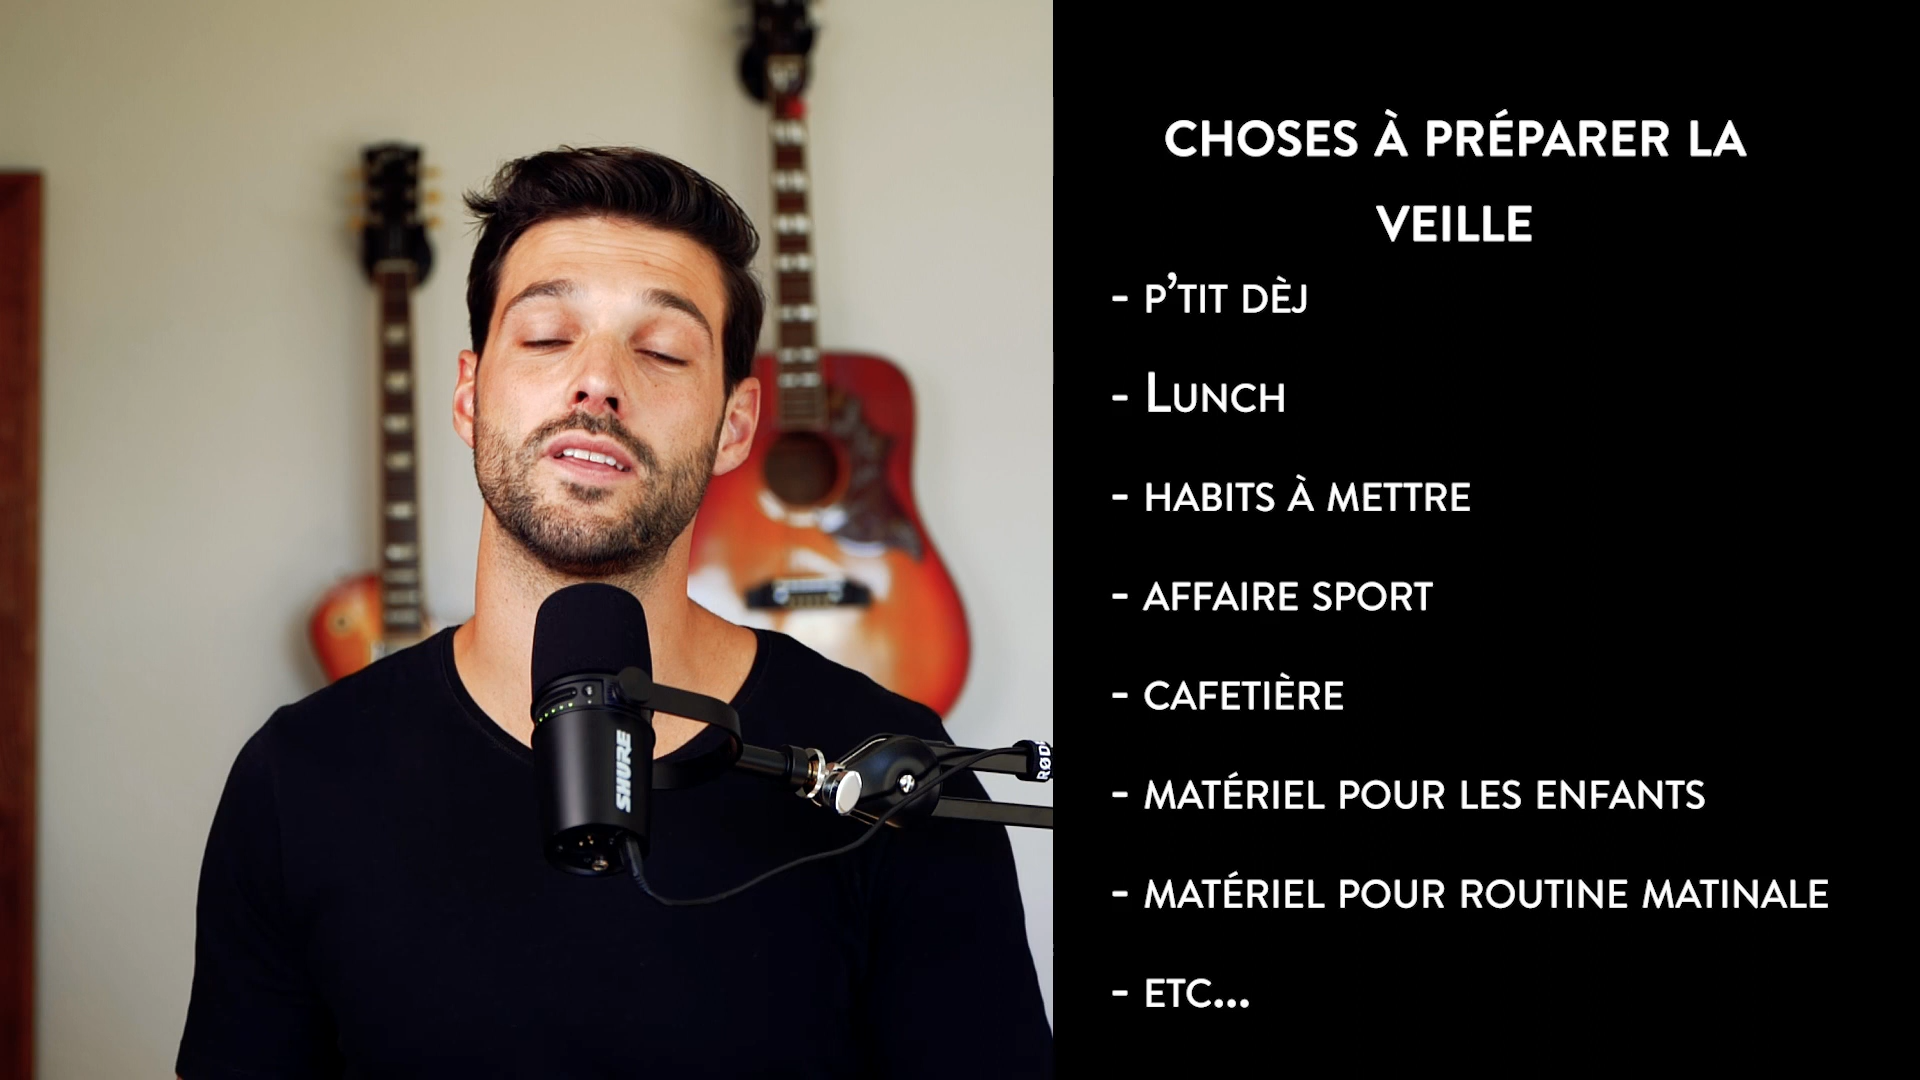 CHOSES À PRÉPARER LA
VEILLE
- P'TIT DÈJ
- LUNCH
- HABITS À METTRE
- AFFAIRE SPORT
- CAFETIÈRE
- MATÉRIEL POUR LES ENFANTS
- MATÉRIEL POUR ROUTINE MATINALE
- ETC...
SHURE
RØDE